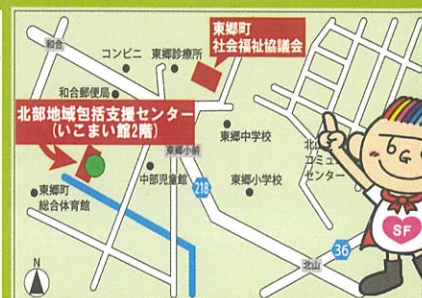 東郷町
社会福祉協議会
和合
コンビニ
東郷診療所
和合郵便局
北部地域包括支援センター
(いこまい館2階)
東郷中学校
東郷小前
中部児童館
218
東郷小学校
東郷町
総合体育館
コミュ
センター
北山
36
N
SF